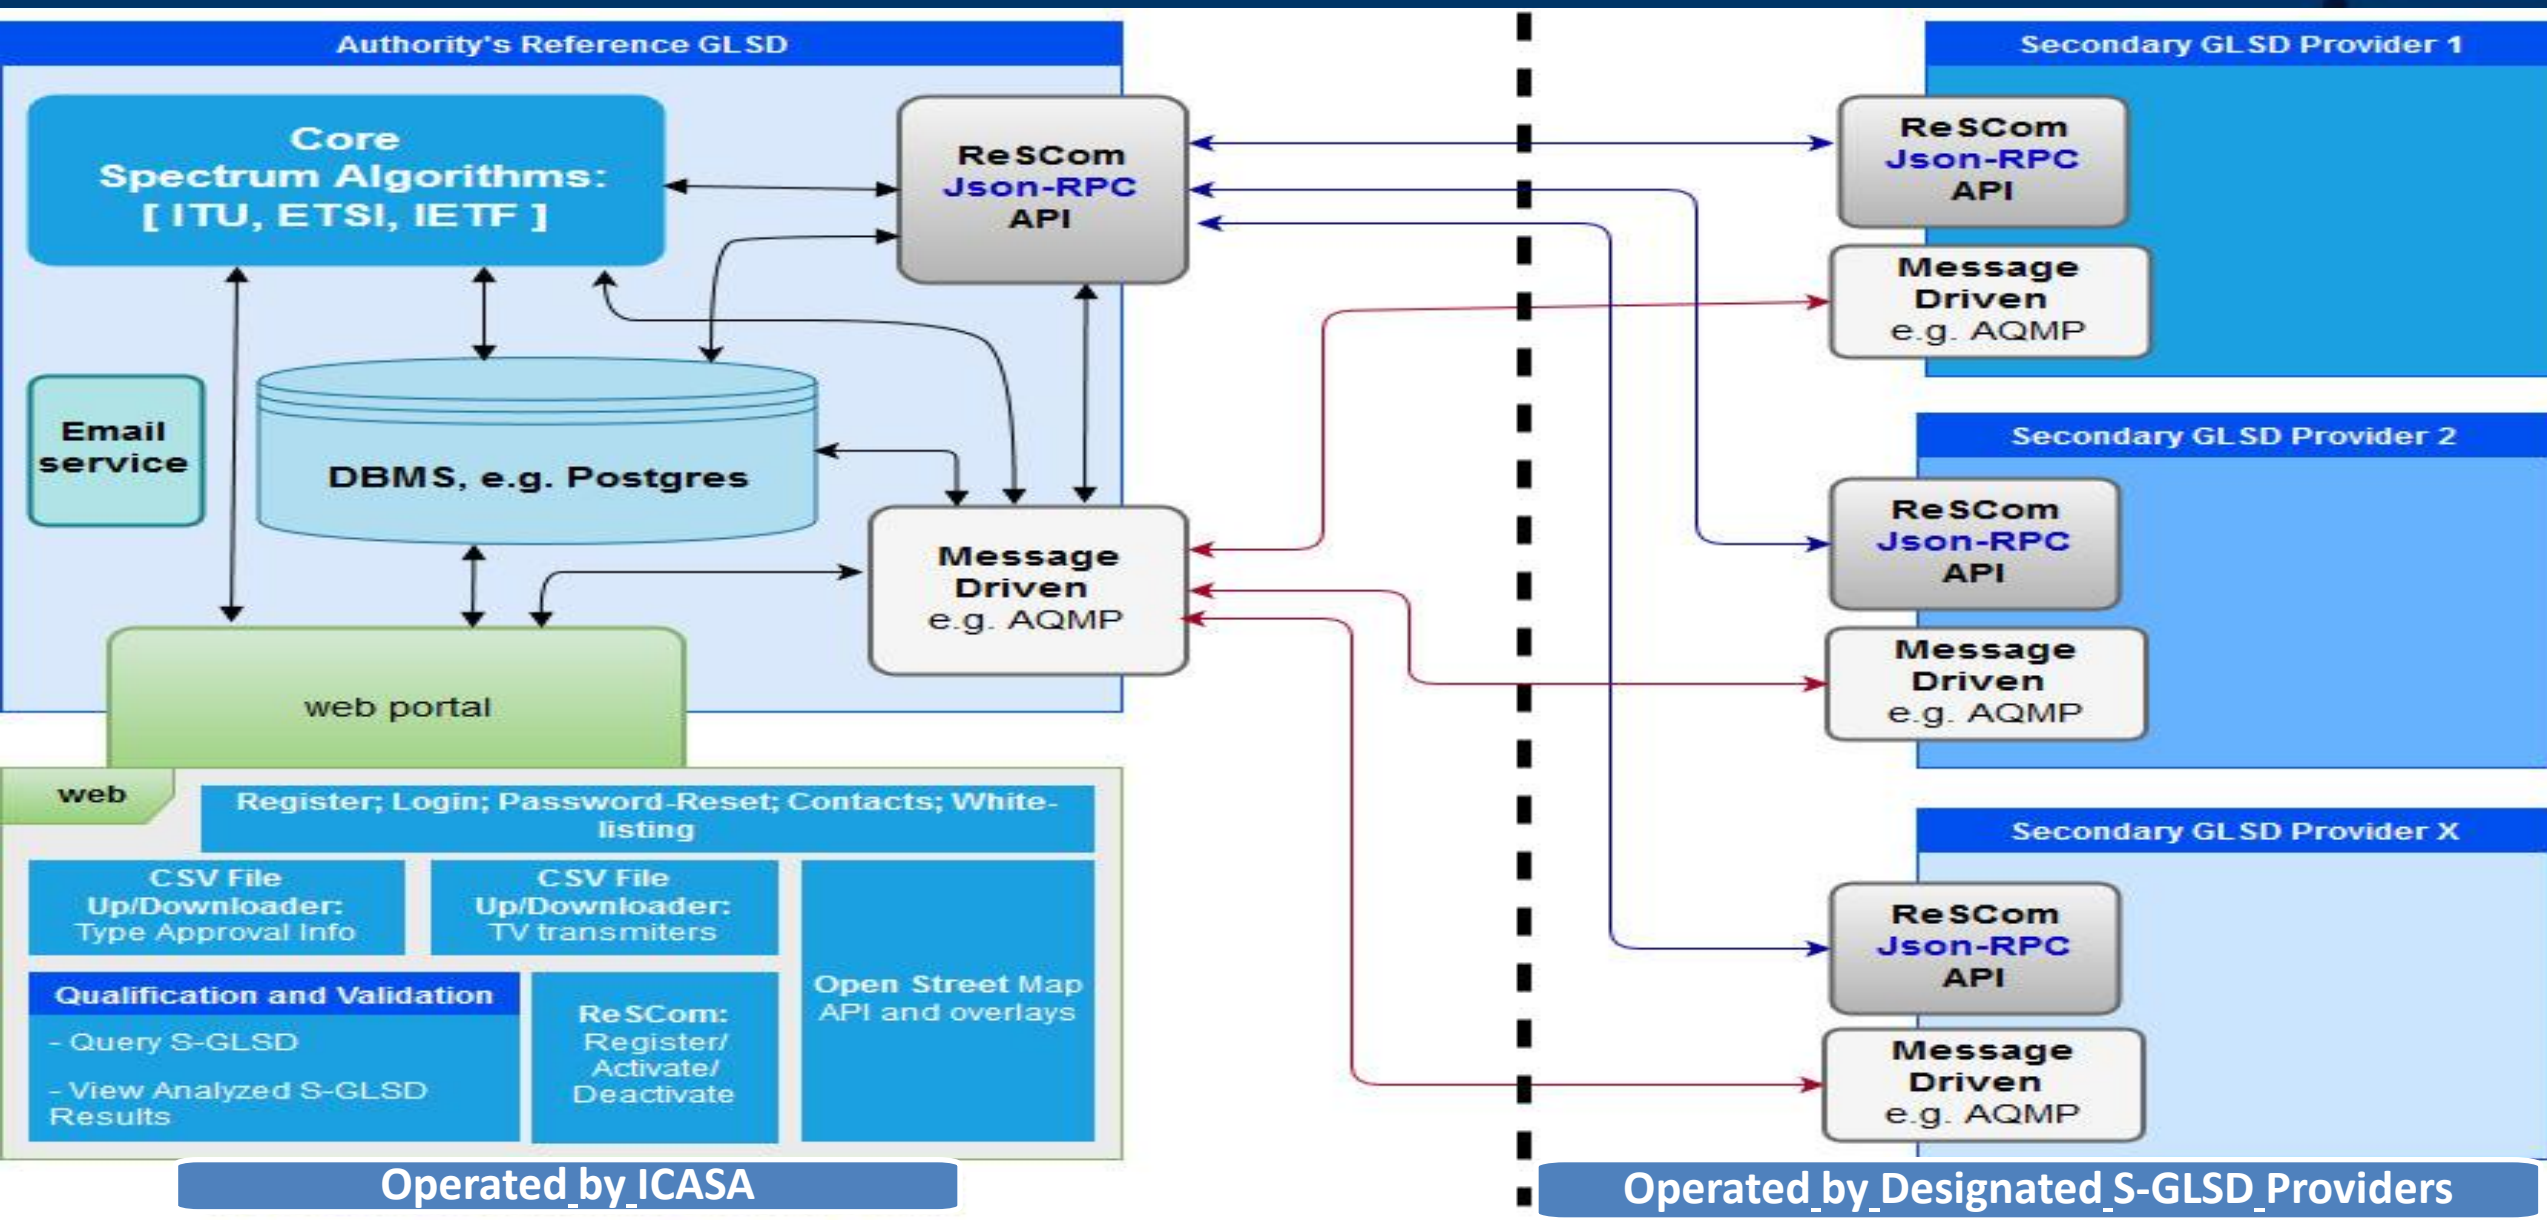 Authority's Reference GLSD
Core
Spectrum Algorithms:
[ ITU, ETSI, IETF ]
ReSCom
Json-RPC
API
Email
service
DBMS, e.g. Postgres
Message
Driven
e.g. AQMP
web portal
web
Register; Login; Password-Reset; Contacts; White-
listing
CSV File
Up/Downloader:
Type Approval Info
CSV File
Up/Downloader:
TV transmiters
Open Street Map
API and overlays
Qualification and Validation
- Query S-GLSD
- View Analyzed S-GLSD
Results
ReSCom:
Register/
Activate/
Deactivate
Operated by ICASA
Secondary GLSD Provider 1
ReSCom
Json-RPC
API
Message
Driven
e.g. AQMP
Secondary GLSD Provider 2
ReSCom
Json-RPC
API
Message
Driven
e.g. AQMP
Secondary GLSD Provider X
ReSCom
Json-RPC
API
Message
Driven
e.g. AQMP
Operated by Designated S-GLSD Providers